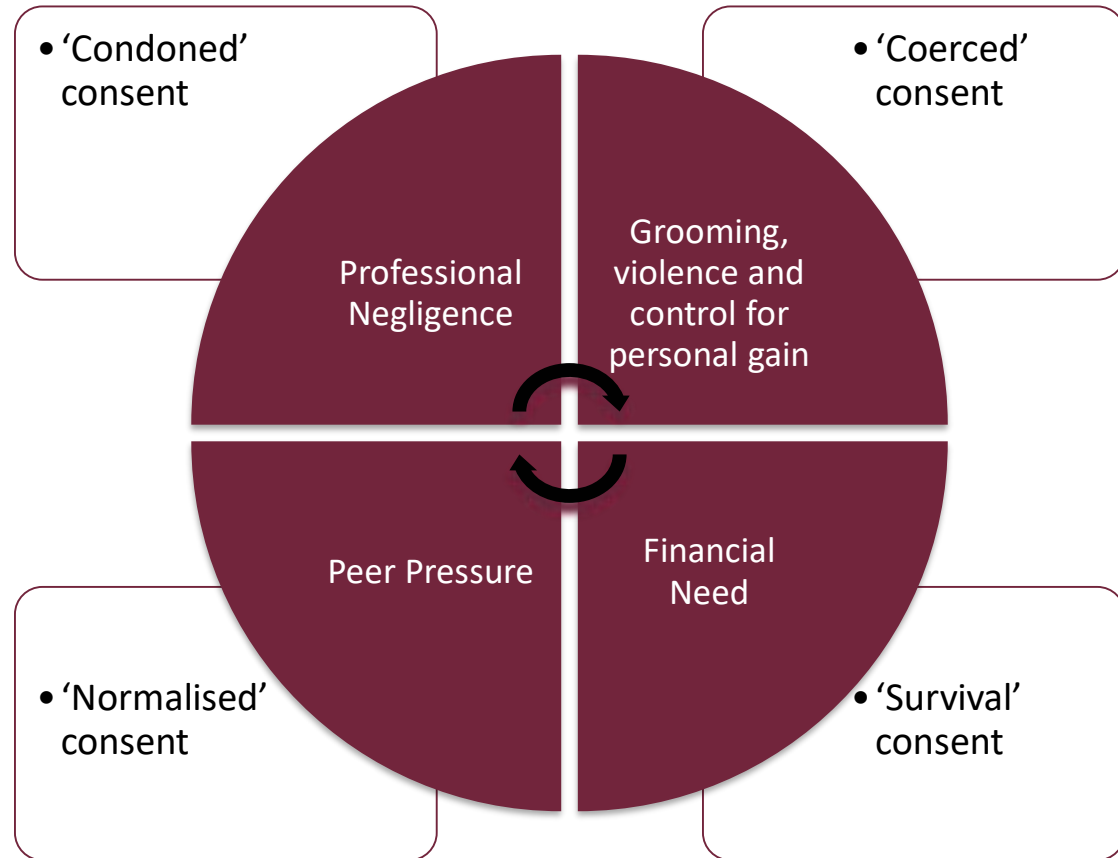 • ‘Condoned’
consent
• ‘Coerced’
consent
Professional
Negligence
Grooming,
violence and
control for
personal gain
Peer Pressure
Financial
Need
• ‘Normalised’
consent
• ‘Survival’
consent